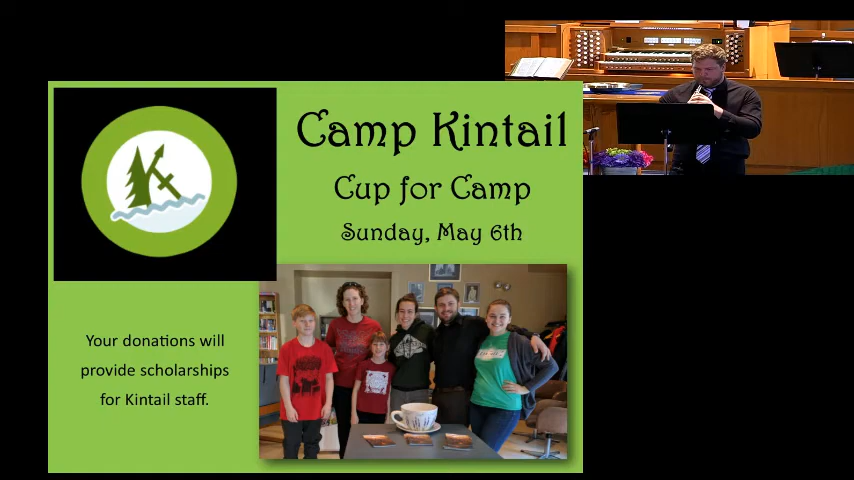 Camp Kintail
Cup for Camp
Sunday, May 6th
Your donations will
provide scholarships
for Kintail staff.